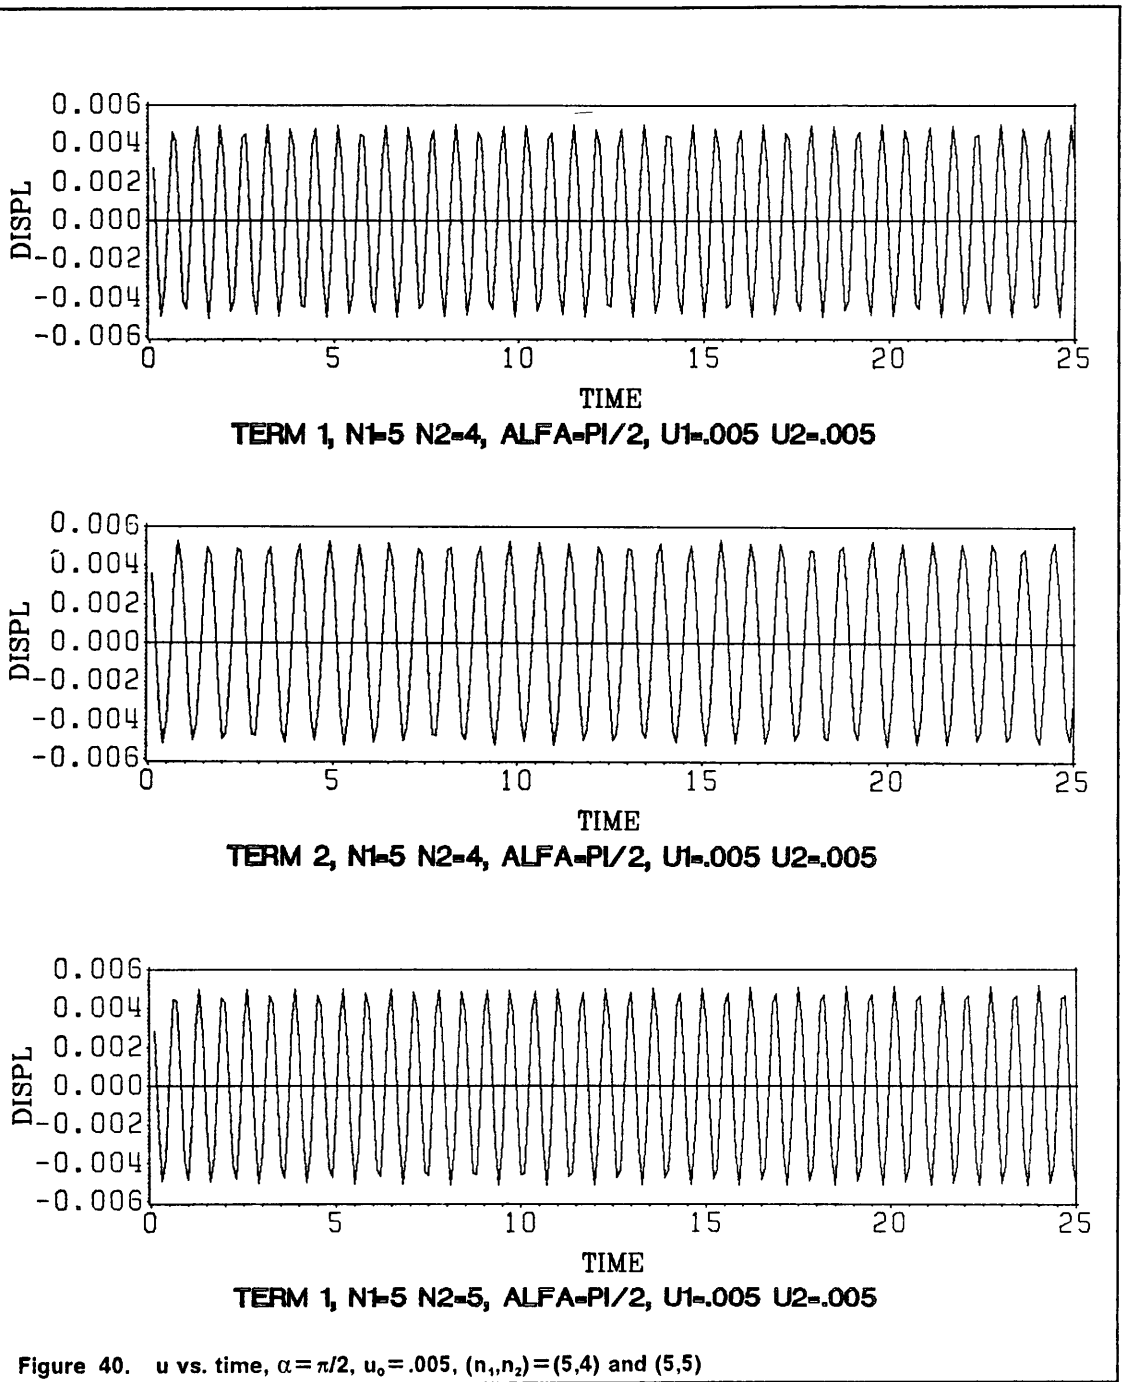 0.006
0.004
0.002
0.000
-0.002
-0.004
-0.006
DISPL
0 5 10 15 20 25
TIME
TERM 1, N1=5 N2=4, ALFA=PI/2, U1=.005 U2=.005
0.006
0.004
0.002
0.000
-0.002
-0.004
-0.006
DISPL
0 5 10 15 20 25
TIME
TERM 2, N1=5 N2=4, ALFA=PI/2, U1=.005 U2=.005
0.006
0.004
0.002
0.000
-0.002
-0.004
-0.006
DISPL
0 5 10 15 20 25
TIME
TERM 1, N1=5 N2=5, ALFA=PI/2, U1=.005 U2=.005
Figure 40. u vs. time, α=π/2, u₀=.005, (n₁,n₂)=(5,4) and (5,5)